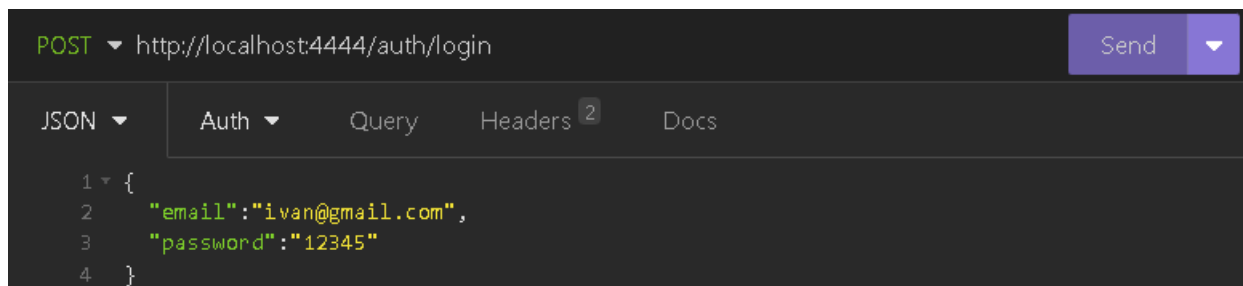 POST http://localhost:4444/auth/login Send
JSON Auth Query Headers 2 Docs
1 {
2 "email":"ivan@gmail.com",
3 "password":"12345"
4 }